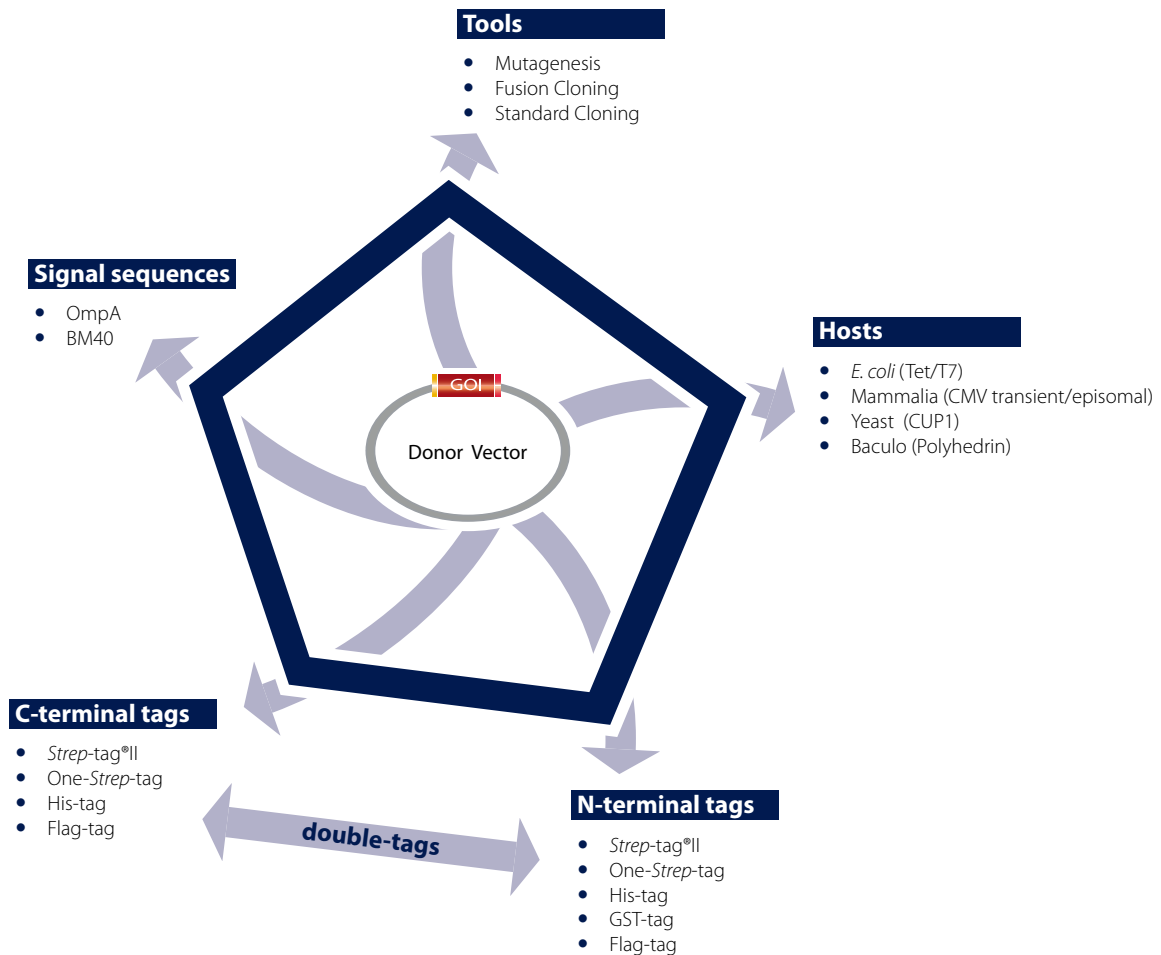 Tools
• Mutagenesis
• Fusion Cloning
• Standard Cloning
Signal sequences
• OmpA
• BM40
Hosts
• E. coli (Tet/T7)
• Mammalia (CMV transient/episomal)
• Yeast (CUP1)
• Baculo (Polyhedrin)
GOI
Donor Vector
C-terminal tags
• Strep-tag®II
• One-Strep-tag
• His-tag
• Flag-tag
double-tags
N-terminal tags
• Strep-tag®II
• One-Strep-tag
• His-tag
• GST-tag
• Flag-tag